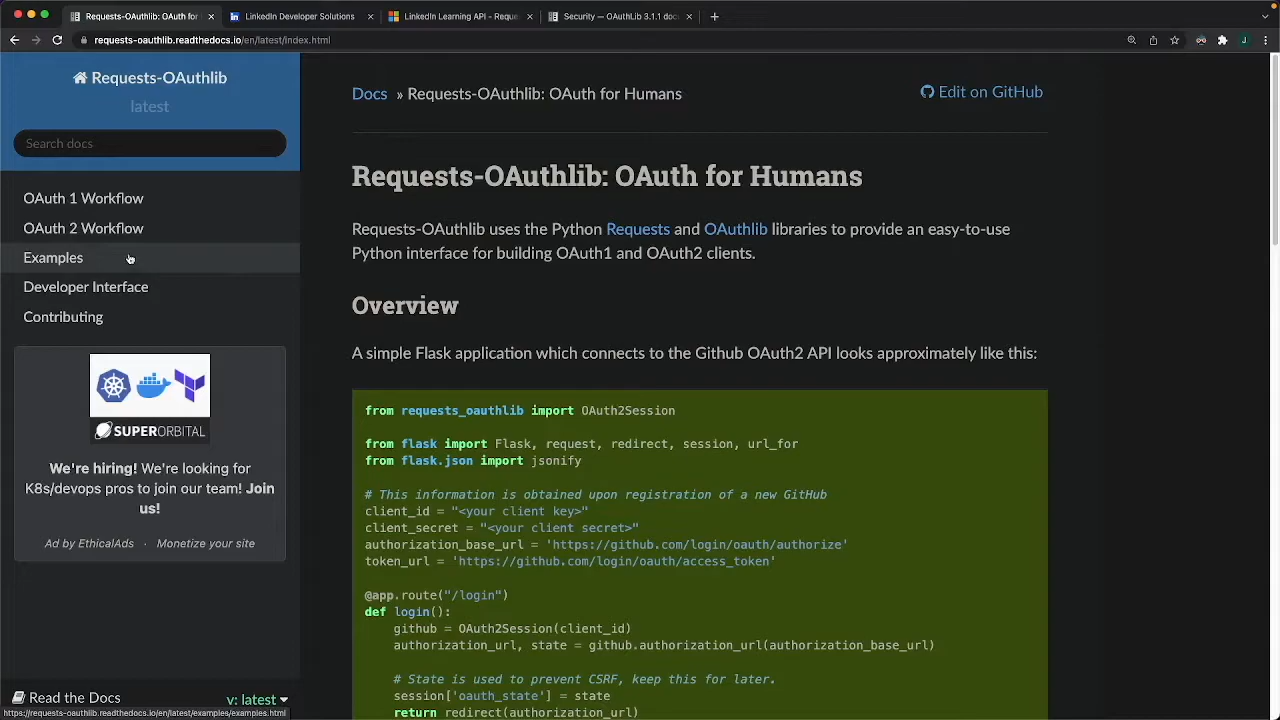 Requests-OAuthlib: OAuth for
LinkedIn Developer Solutions
LinkedIn Learning API - Reque
Security — OAuthLib 3.1.1 doc
requests-oauthlib.readthedocs.io/en/latest/index.html
J
Requests-OAuthlib
latest
Search docs
OAuth 1 Workflow
OAuth 2 Workflow
Examples
Developer Interface
Contributing
SUPERORBITAL
We're hiring! We're looking for
K8s/devops pros to join our team! Join
us!
Ad by EthicalAds · Monetize your site
Read the Docs
v: latest
https://requests-oauthlib.readthedocs.io/en/latest/examples/examples.html
Docs » Requests-OAuthlib: OAuth for Humans
Edit on GitHub
Requests-OAuthlib: OAuth for Humans
Requests-OAuthlib uses the Python Requests and OAuthlib libraries to provide an easy-to-use
Python interface for building OAuth1 and OAuth2 clients.
Overview
A simple Flask application which connects to the Github OAuth2 API looks approximately like this:
from requests_oauthlib import OAuth2Session
from flask import Flask, request, redirect, session, url_for
from flask.json import jsonify
# This information is obtained upon registration of a new GitHub
client_id = "<your client key>"
client_secret = "<your client secret>"
authorization_base_url = 'https://github.com/login/oauth/authorize'
token_url = 'https://github.com/login/oauth/access_token'
@app.route("/login")
def login():
    github = OAuth2Session(client_id)
    authorization_url, state = github.authorization_url(authorization_base_url)
    # State is used to prevent CSRF, keep this for later.
    session['oauth_state'] = state
    return redirect(authorization_url)